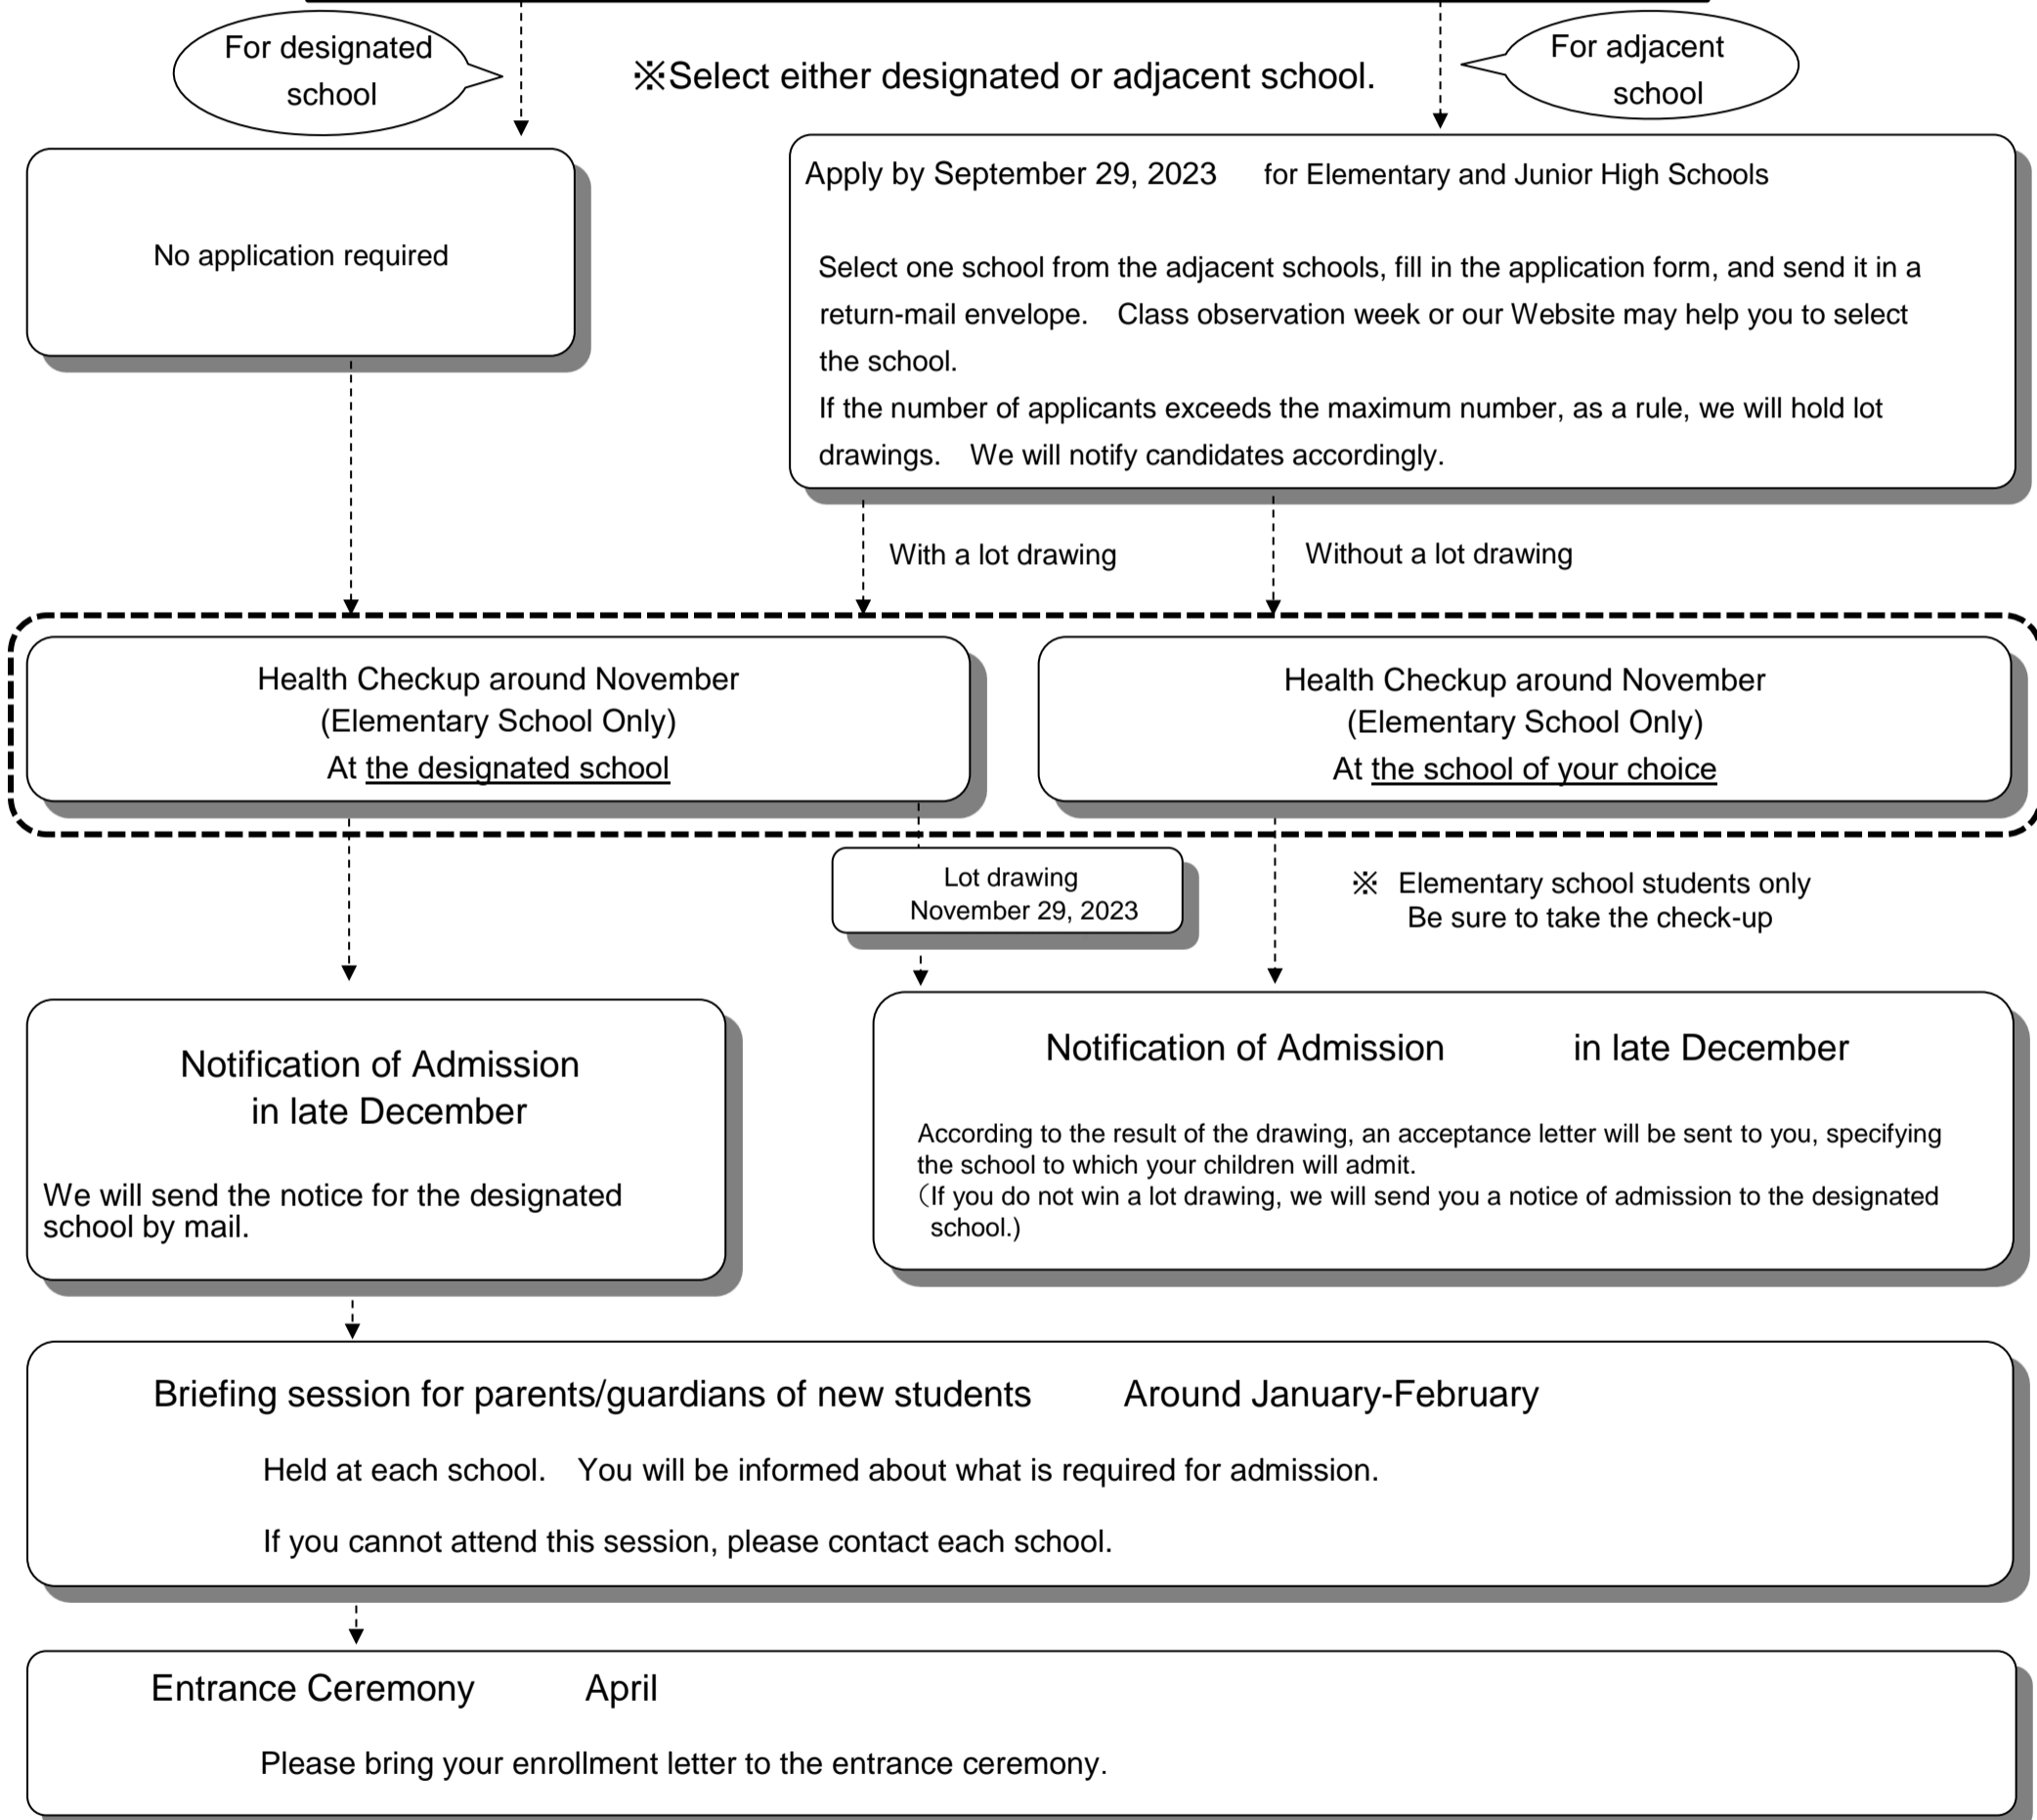 For designated
school
※Select either designated or adjacent school.
For adjacent
school
No application required
Apply by September 29, 2023 for Elementary and Junior High Schools
Select one school from the adjacent schools, fill in the application form, and send it in a
return-mail envelope. Class observation week or our Website may help you to select
the school.
If the number of applicants exceeds the maximum number, as a rule, we will hold lot
drawings. We will notify candidates accordingly.
With a lot drawing
Without a lot drawing
Health Checkup around November
(Elementary School Only)
At the designated school
Health Checkup around November
(Elementary School Only)
At the school of your choice
Lot drawing
November 29, 2023
※ Elementary school students only
Be sure to take the check-up
Notification of Admission
in late December
We will send the notice for the designated
school by mail.
Notification of Admission in late December
According to the result of the drawing, an acceptance letter will be sent to you, specifying
the school to which your children will admit.
（If you do not win a lot drawing, we will send you a notice of admission to the designated
school.)
Briefing session for parents/guardians of new students Around January-February
Held at each school. You will be informed about what is required for admission.
If you cannot attend this session, please contact each school.
Entrance Ceremony April
Please bring your enrollment letter to the entrance ceremony.